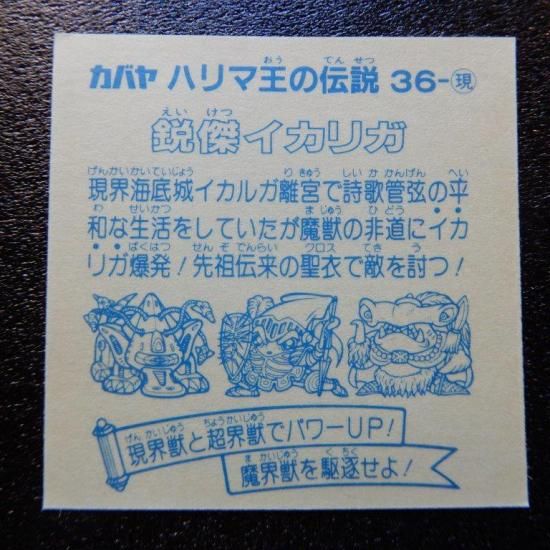 カバヤ ハリマ王の伝説 36-現
鋭傑イカリガ
現界海底城イカルガ離宮で詩歌管弦の平
和な生活をしていたが魔獣の非道にイカ
リガ爆発！先祖伝来の聖衣で敵を討つ！
現界獣と超界獣でパワーUP！
魔界獣を駆逐せよ！